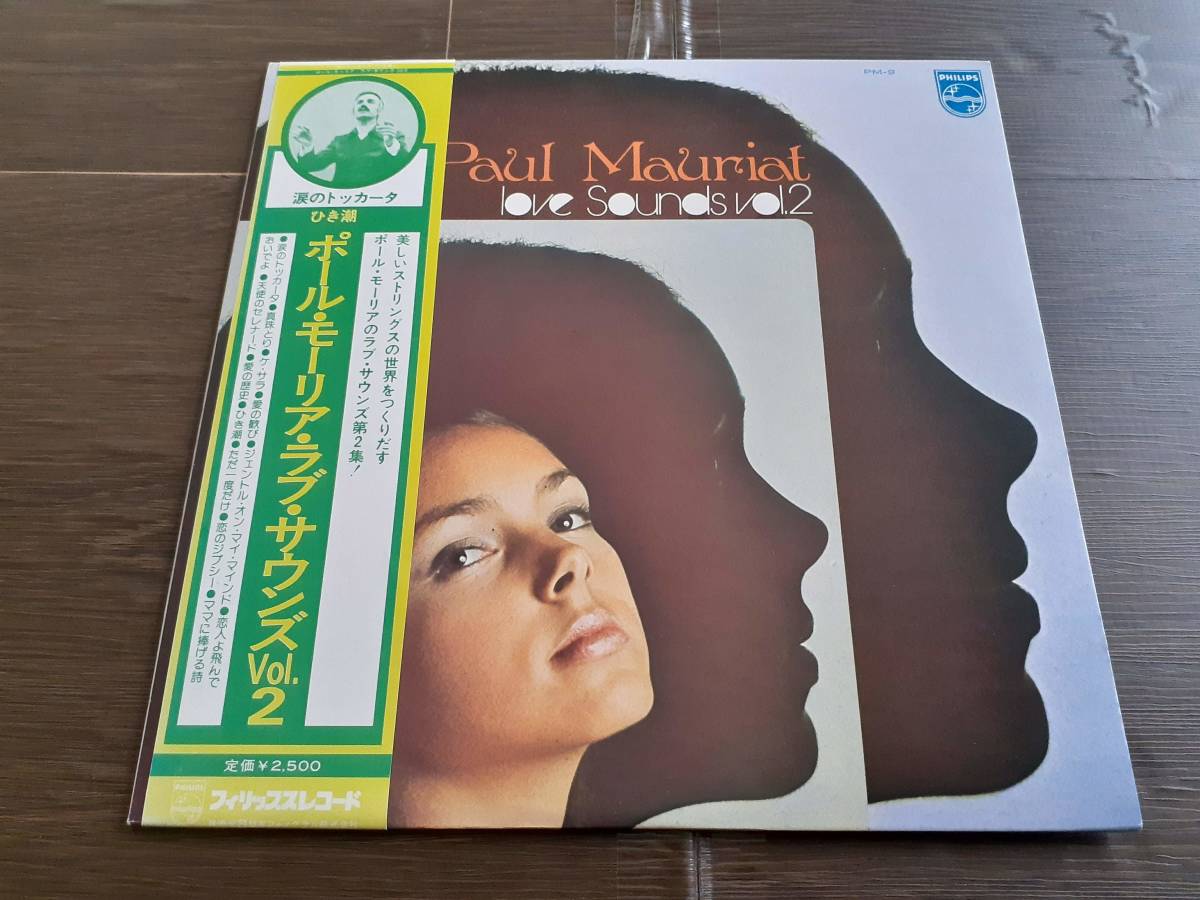 PM-9
PHILIPS
Paul Mauriat
love Sounds vol.2
涙のトッカータ
ひき潮
ポール・モーリア・ラブ・サウンズ Vol.2
美しいストリングスの世界をつくりだす
ポール・モーリアのラブ・サウンズ第2集!
●涙のトッカータ●真珠とり●ケ・サラ●愛の歓び●ジェントル・オン・マイ・マインド●恋人よ飛んで
おいでよ●天使のセレナード●愛の歴史●ひき潮●ただ一度だけ●恋のジプシー●ママに捧げる詩
定価¥2,500
PHILIPS
フィリップスレコード